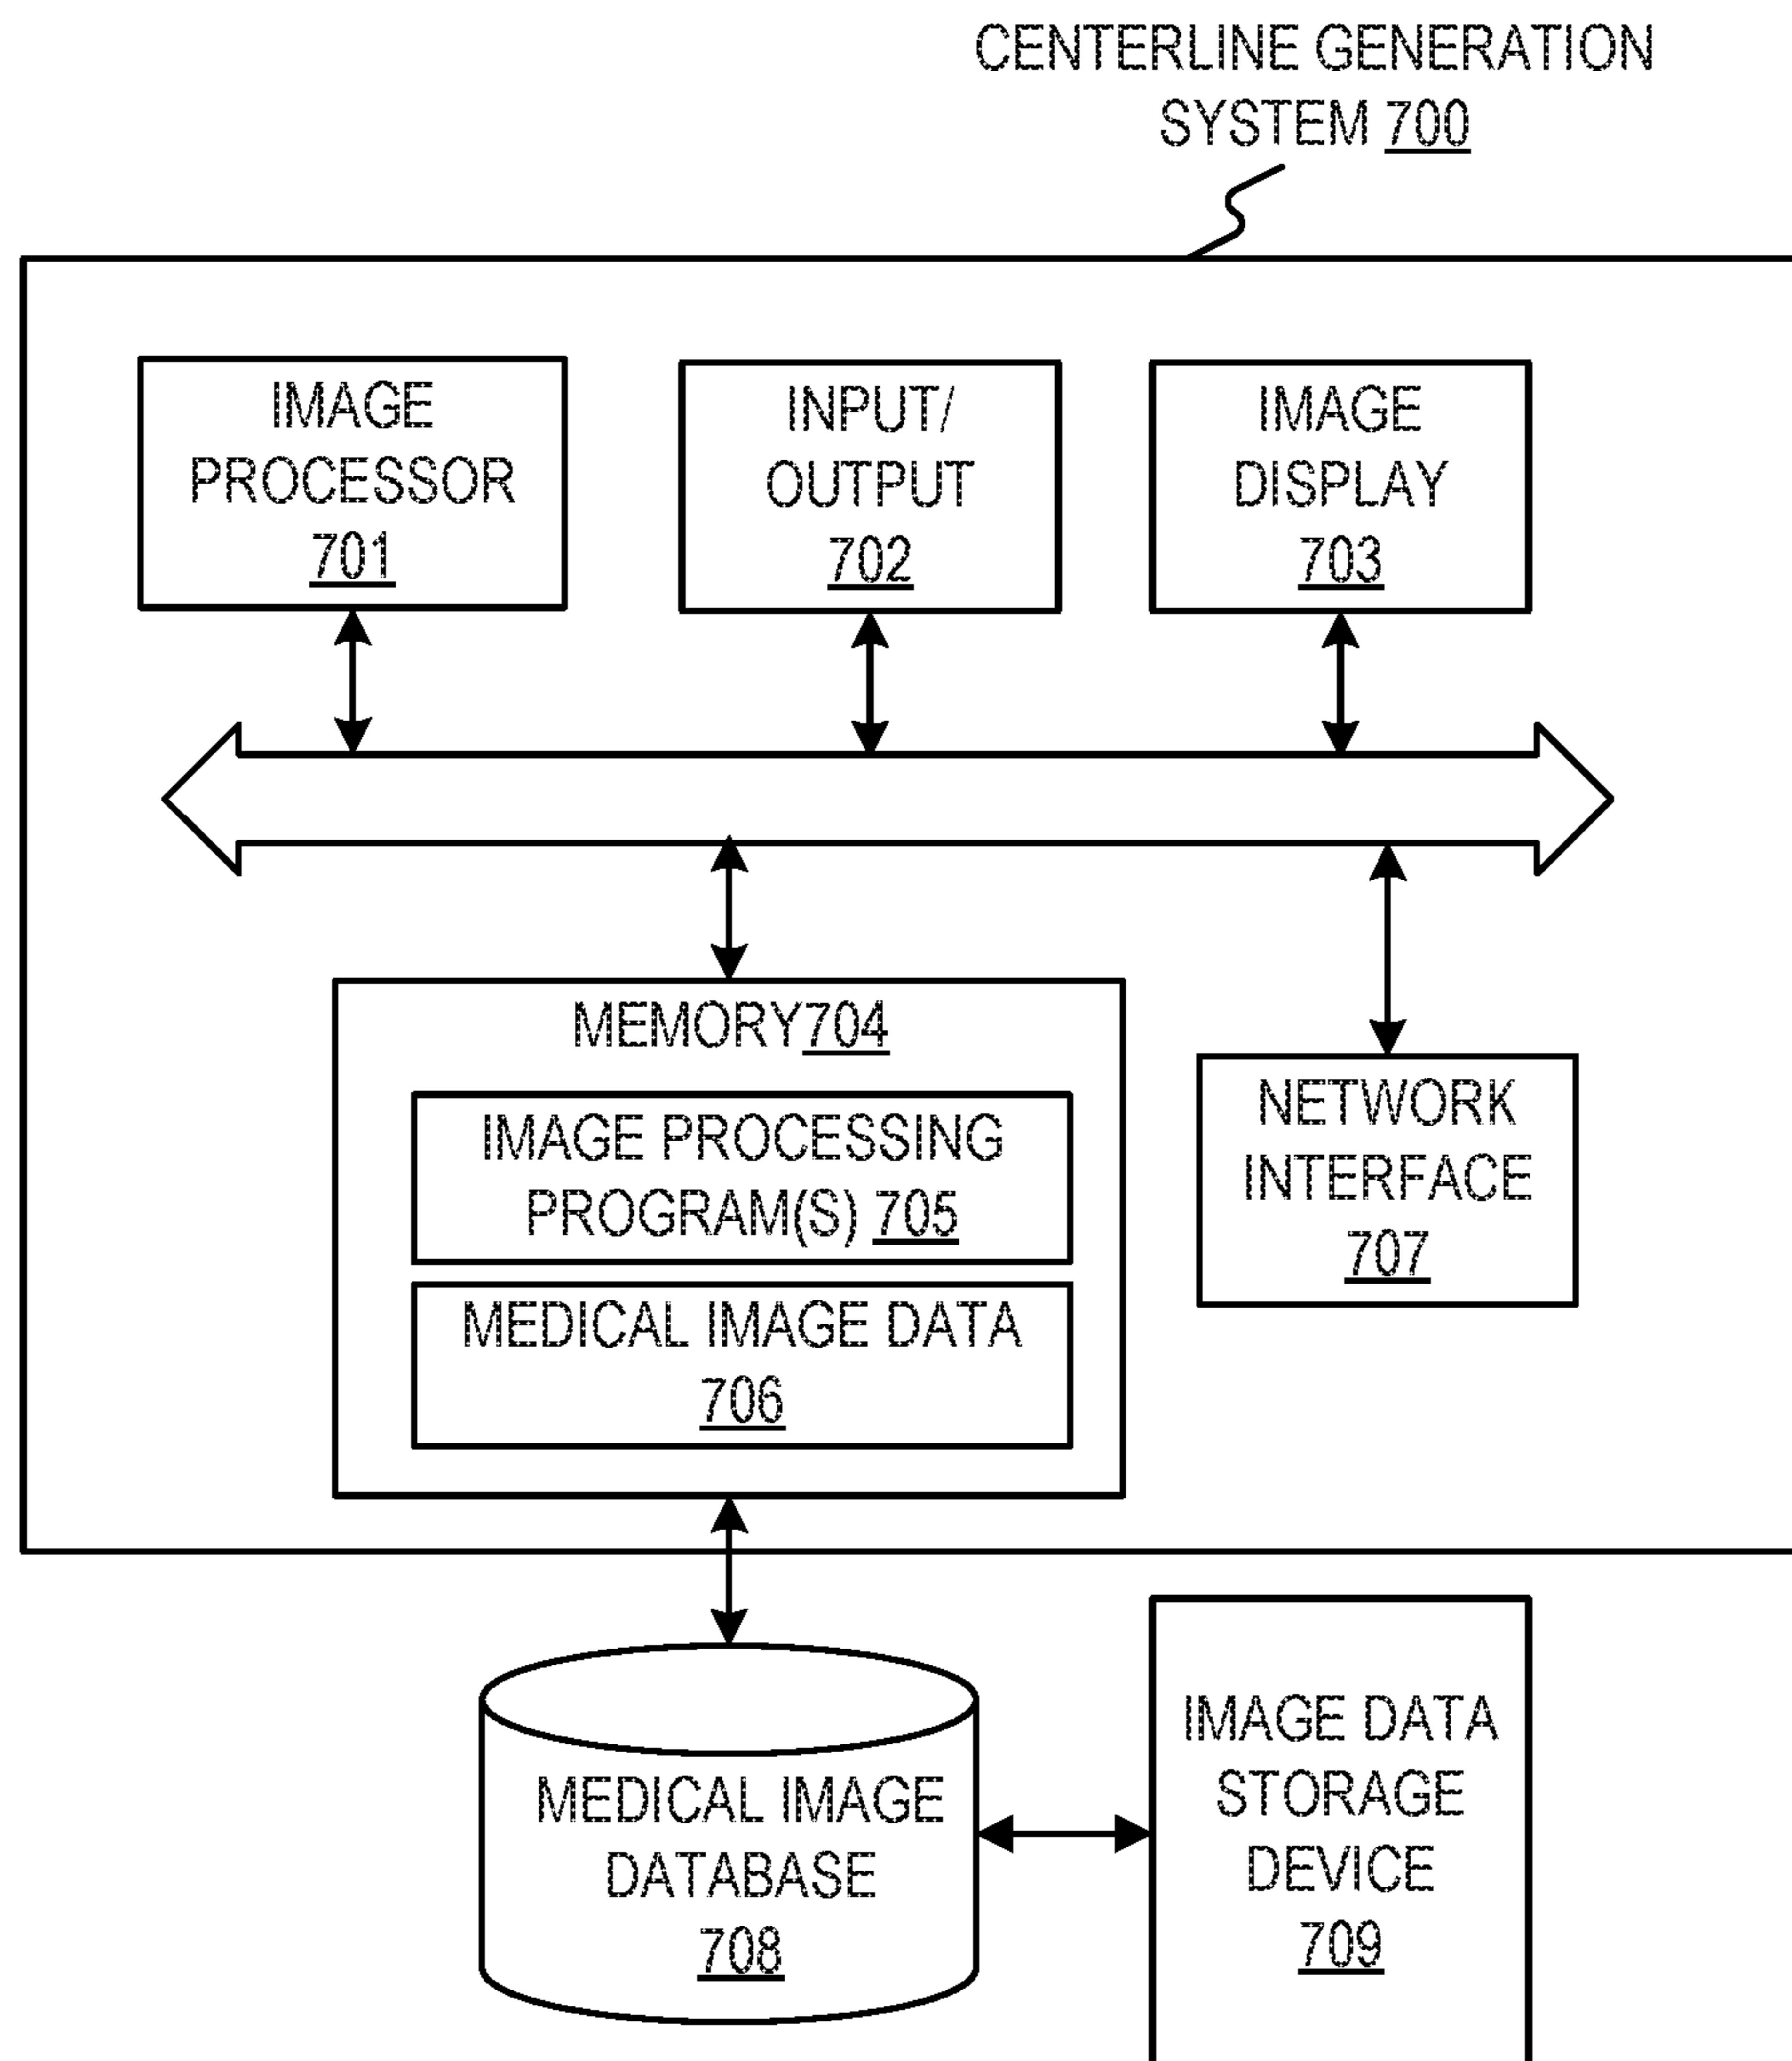 CENTERLINE GENERATION
SYSTEM 700
IMAGE
PROCESSOR
701
INPUT/
OUTPUT
702
IMAGE
DISPLAY
703
MEMORY704
IMAGE PROCESSING
PROGRAM(S) 705
MEDICAL IMAGE DATA
706
NETWORK
INTERFACE
707
MEDICAL IMAGE
DATABASE
708
IMAGE DATA
STORAGE
DEVICE
709